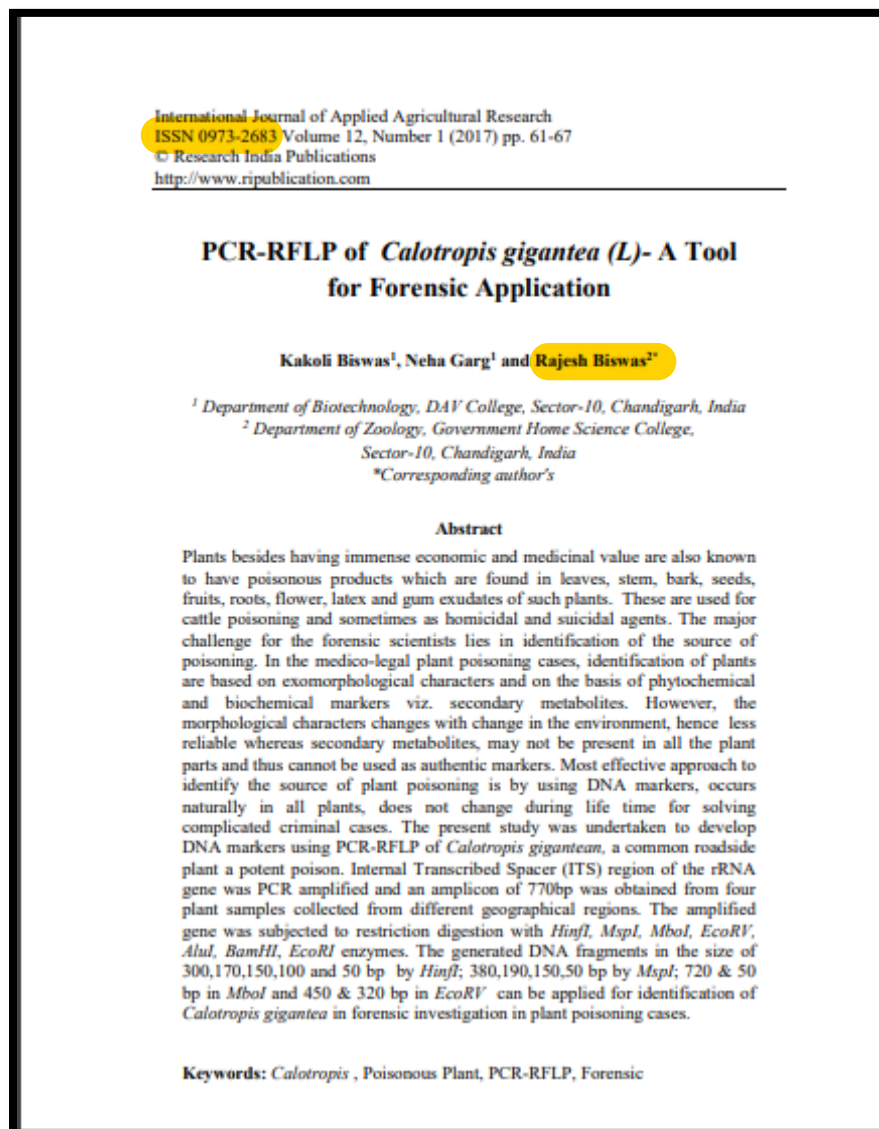 International Journal of Applied Agricultural Research
ISSN 0973-2683 Volume 12, Number 1 (2017) pp. 61-67
© Research India Publications
http://www.ripublication.com
PCR-RFLP of Calotropis gigantea (L)- A Tool
for Forensic Application
Kakoli Biswas¹, Neha Garg¹ and Rajesh Biswas²*
¹ Department of Biotechnology, DAV College, Sector-10, Chandigarh, India
² Department of Zoology, Government Home Science College,
Sector-10, Chandigarh, India
*Corresponding author's
Abstract
Plants besides having immense economic and medicinal value are also known
to have poisonous products which are found in leaves, stem, bark, seeds,
fruits, roots, flower, latex and gum exudates of such plants. These are used for
cattle poisoning and sometimes as homicidal and suicidal agents. The major
challenge for the forensic scientists lies in identification of the source of
poisoning. In the medico-legal plant poisoning cases, identification of plants
are based on exomorphological characters and on the basis of phytochemical
and biochemical markers viz. secondary metabolites. However, the
morphological characters changes with change in the environment, hence less
reliable whereas secondary metabolites, may not be present in all the plant
parts and thus cannot be used as authentic markers. Most effective approach to
identify the source of plant poisoning is by using DNA markers, occurs
naturally in all plants, does not change during life time for solving
complicated criminal cases. The present study was undertaken to develop
DNA markers using PCR-RFLP of Calotropis gigantean, a common roadside
plant a potent poison. Internal Transcribed Spacer (ITS) region of the rRNA
gene was PCR amplified and an amplicon of 770bp was obtained from four
plant samples collected from different geographical regions. The amplified
gene was subjected to restriction digestion with HinfI, MspI, MboI, EcoRV,
AluI, BamHI, EcoRI enzymes. The generated DNA fragments in the size of
300,170,150,100 and 50 bp by HinfI; 380,190,150,50 bp by MspI; 720 & 50
bp in MboI and 450 & 320 bp in EcoRV can be applied for identification of
Calotropis gigantea in forensic investigation in plant poisoning cases.
Keywords: Calotropis , Poisonous Plant, PCR-RFLP, Forensic